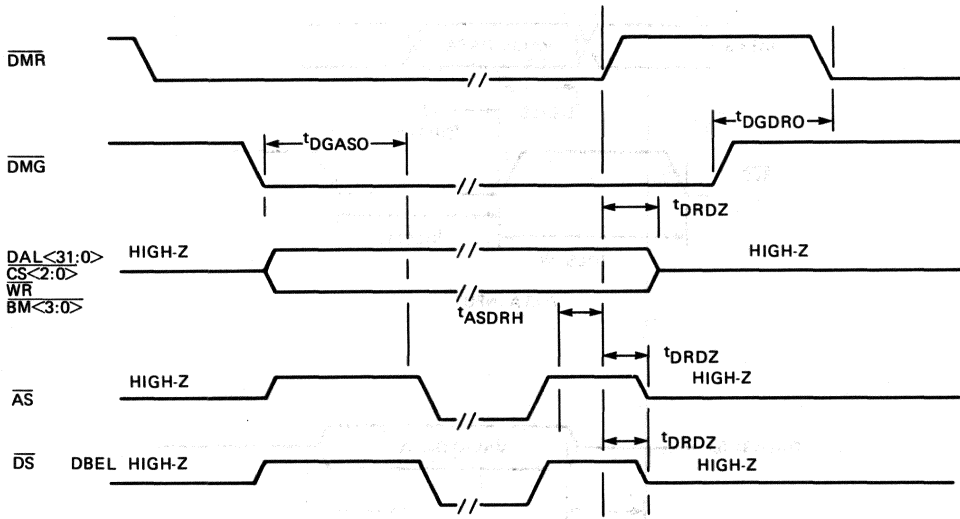 DMR
tDGDRO
tDGASO
DMG
tDRDZ
DAL<31:0> HIGH-Z HIGH-Z
CS<2:0>
WR
BM<3:0>
tASDRH
tDRDZ
HIGH-Z HIGH-Z
AS
tDRDZ
DS DBEL HIGH-Z HIGH-Z